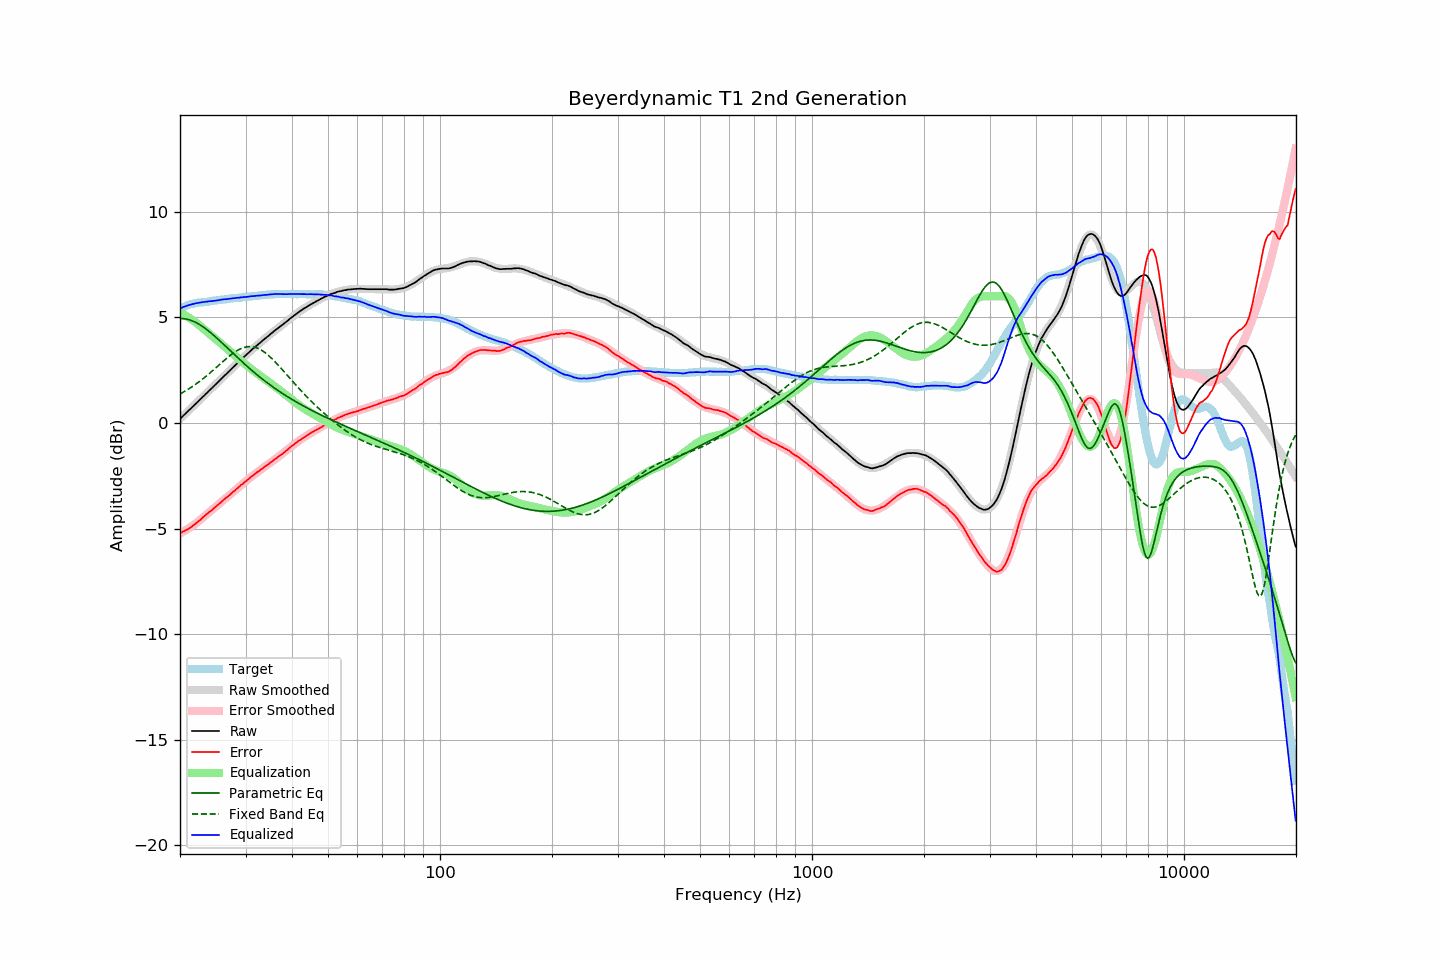 Beyerdynamic T1 2nd Generation
Amplitude (dBr)
10
5
0
−5
−10
−15
−20
Target
Raw Smoothed
Error Smoothed
Raw
Error
Equalization
Parametric Eq
Fixed Band Eq
Equalized
100
1000
10000
Frequency (Hz)